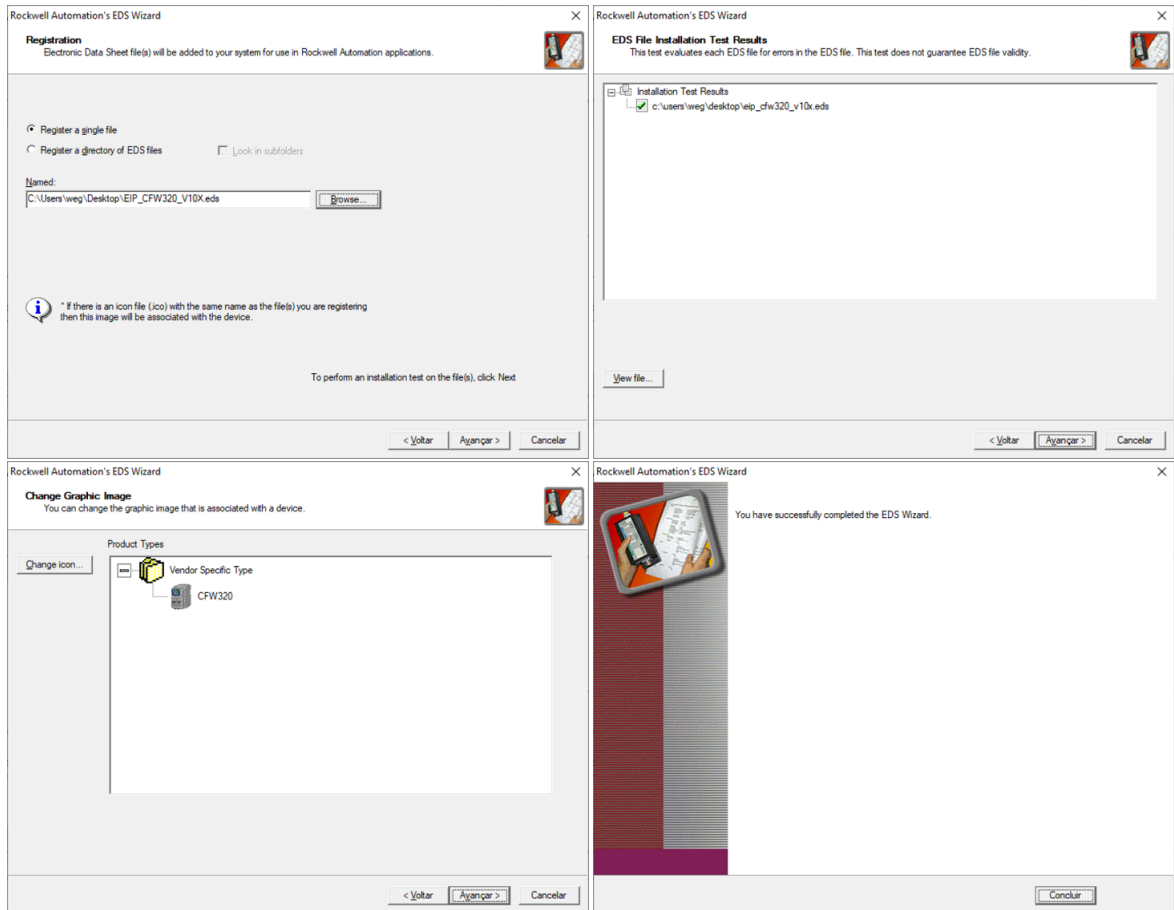 Rockwell Automation's EDS Wizard
Registration
Electronic Data Sheet file(s) will be added to your system for use in Rockwell Automation applications.
Register a single file
Register a directory of EDS files
Look in subfolders
Named:
C:\Users\weg\Desktop\EIP_CFW320_V10X.eds
Browse...
* If there is an icon file (.ico) with the same name as the file(s) you are registering
then this image will be associated with the device.
To perform an installation test on the file(s), click Next
< Voltar
Avançar >
Cancelar
Rockwell Automation's EDS Wizard
EDS File Installation Test Results
This test evaluates each EDS file for errors in the EDS file. This test does not guarantee EDS file validity.
Installation Test Results
c:\users\weg\desktop\eip_cfw320_v10x.eds
View file...
< Voltar
Avançar >
Cancelar
Rockwell Automation's EDS Wizard
Change Graphic Image
You can change the graphic image that is associated with a device.
Product Types
Change icon...
Vendor Specific Type
CFW320
< Voltar
Avançar >
Cancelar
Rockwell Automation's EDS Wizard
You have successfully completed the EDS Wizard.
Concluir